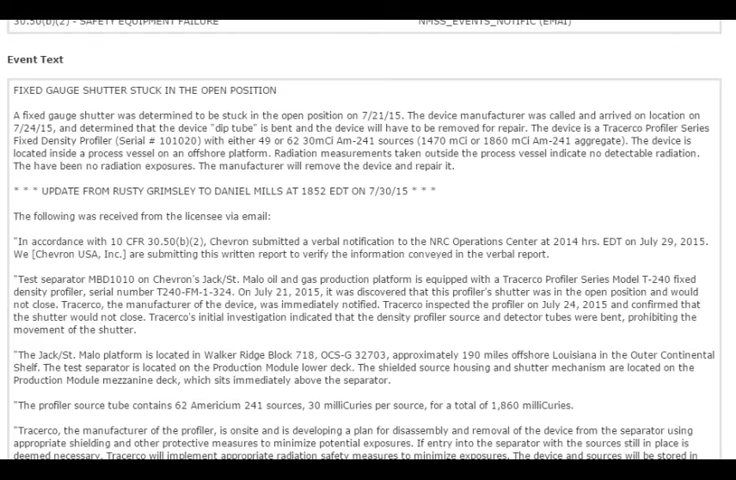 30.50(b)(2) - SAFETY EQUIPMENT FAILURE NMSS_EVENTS_NOTIFIC (EMAI)
Event Text
FIXED GAUGE SHUTTER STUCK IN THE OPEN POSITION
A fixed gauge shutter was determined to be stuck in the open position on 7/21/15. The device manufacturer was called and arrived on location on
7/24/15, and determined that the device "dip tube" is bent and the device will have to be removed for repair. The device is a Tracerco Profiler Series
Fixed Density Profiler (Serial # 101020) with either 49 or 62 30mCi Am-241 sources (1470 mCi or 1860 mCi Am-241 aggregate). The device is
located inside a process vessel on an offshore platform. Radiation measurements taken outside the process vessel indicate no detectable radiation.
The have been no radiation exposures. The manufacturer will remove the device and repair it.
* * * UPDATE FROM RUSTY GRIMSLEY TO DANIEL MILLS AT 1852 EDT ON 7/30/15 * * *
The following was received from the licensee via email:
"In accordance with 10 CFR 30.50(b)(2), Chevron submitted a verbal notification to the NRC Operations Center at 2014 hrs. EDT on July 29, 2015.
We [Chevron USA, Inc.] are submitting this written report to verify the information conveyed in the verbal report.
"Test separator MBD1010 on Chevron's Jack/St. Malo oil and gas production platform is equipped with a Tracerco Profiler Series Model T-240 fixed
density profiler, serial number T240-FM-1-324. On July 21, 2015, it was discovered that this profiler's shutter was in the open position and would
not close. Tracerco, the manufacturer of the device, was immediately notified. Tracerco inspected the profiler on July 24, 2015 and confirmed that
the shutter would not close. Tracerco's initial investigation indicated that the density profiler source and detector tubes were bent, prohibiting the
movement of the shutter.
"The Jack/St. Malo platform is located in Walker Ridge Block 718, OCS-G 32703, approximately 190 miles offshore Louisiana in the Outer Continental
Shelf. The test separator is located on the Production Module lower deck. The shielded source housing and shutter mechanism are located on the
Production Module mezzanine deck, which sits immediately above the separator.
"The profiler source tube contains 62 Americium 241 sources, 30 milliCuries per source, for a total of 1,860 milliCuries.
"Tracerco, the manufacturer of the profiler, is onsite and is developing a plan for disassembly and removal of the device from the separator using
appropriate shielding and other protective measures to minimize potential exposures. If entry into the separator with the sources still in place is
deemed necessary, Tracerco will implement appropriate radiation safety measures to minimize exposures. The device and sources will be stored in